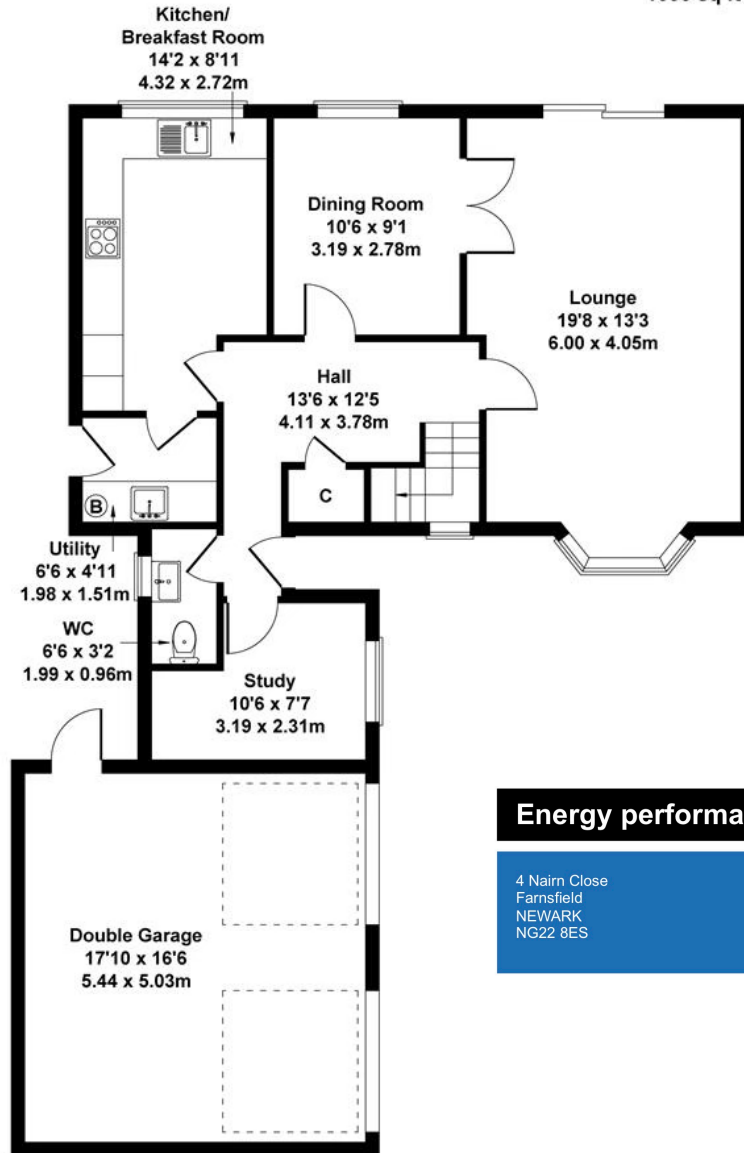 Kitchen/
Breakfast Room
14'2 x 8'11
4.32 x 2.72m
Dining Room
10'6 x 9'1
3.19 x 2.78m
Lounge
19'8 x 13'3
6.00 x 4.05m
Hall
13'6 x 12'5
4.11 x 3.78m
C
B
Utility
6'6 x 4'11
1.98 x 1.51m
WC
6'6 x 3'2
1.99 x 0.96m
Study
10'6 x 7'7
3.19 x 2.31m
Energy performa
4 Nairn Close
Farnsfield
NEWARK
NG22 8ES
Double Garage
17'10 x 16'6
5.44 x 5.03m